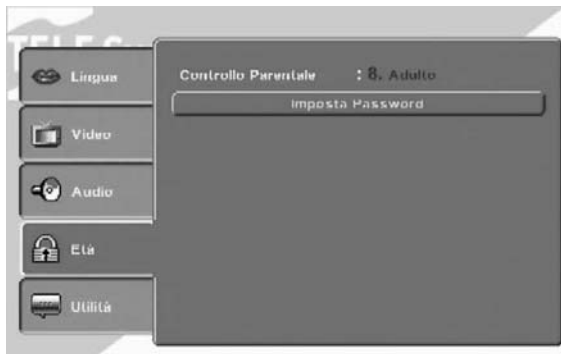 Lingua
Controllo Parentale : 8. Adulto
Imposta Password
Video
Audio
Età
Utilità